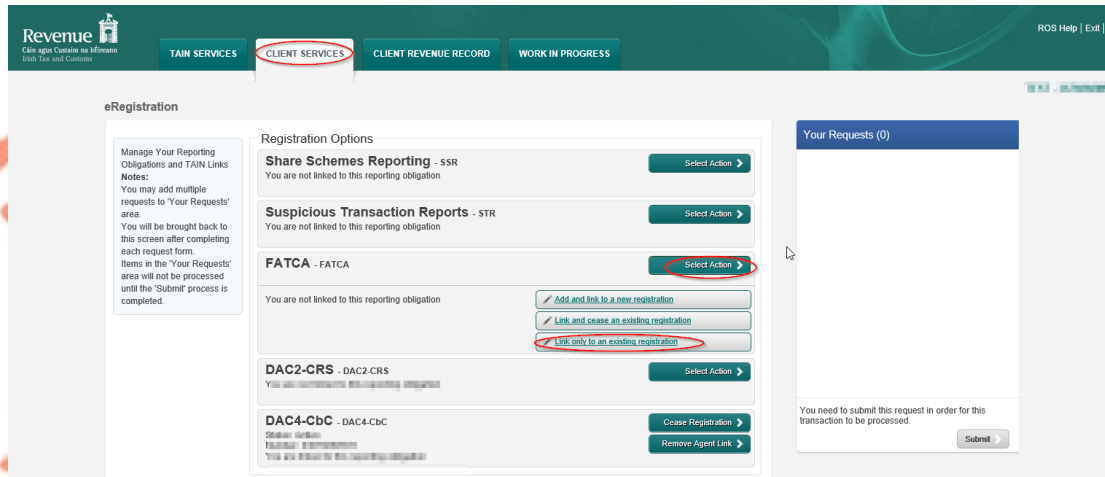 Revenue
Cáin agus Custaim na hÉireann
Irish Tax and Customs
TAIN SERVICES
CLIENT SERVICES
CLIENT REVENUE RECORD
WORK IN PROGRESS
ROS Help | Exit |
eRegistration
Manage Your Reporting
Obligations and TAIN Links
Notes:
You may add multiple
requests to 'Your Requests'
area.
You will be brought back to
this screen after completing
each request form.
Items in the 'Your Requests'
area will not be processed
until the 'Submit' process is
completed.
Registration Options
Share Schemes Reporting - SSR
Select Action
You are not linked to this reporting obligation
Suspicious Transaction Reports - STR
Select Action
You are not linked to this reporting obligation
FATCA - FATCA
Select Action
You are not linked to this reporting obligation
Add and link to a new registration
Link and cease an existing registration
Link only to an existing registration
DAC2-CRS - DAC2-CRS
Select Action
DAC4-CbC - DAC4-CbC
Cease Registration
Remove Agent Link
Your Requests (0)
You need to submit this request in order for this
transaction to be processed.
Submit